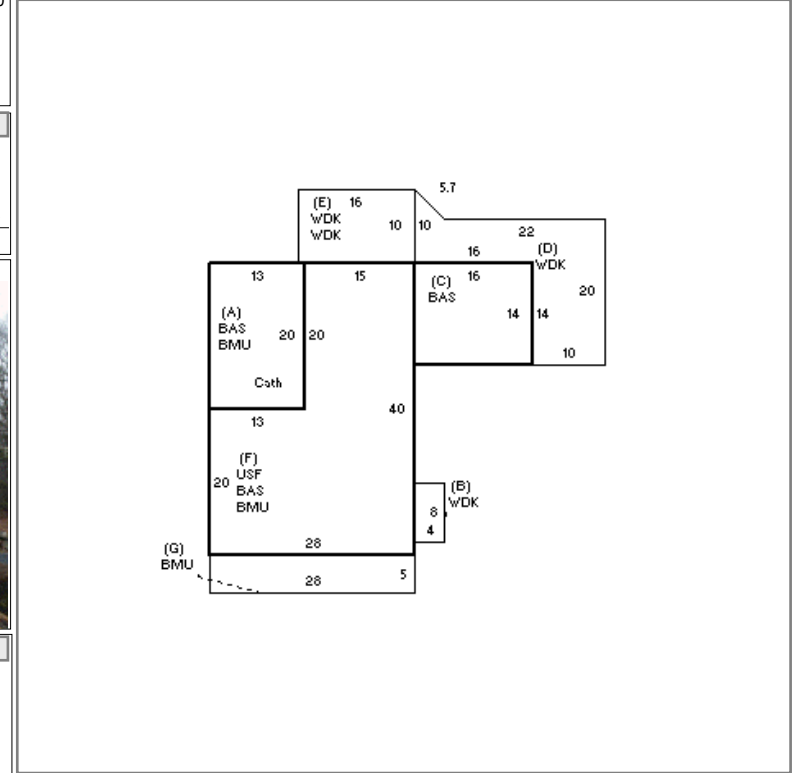 5.7
(E) 16
WDK
WDK
10 10
22
16
(D)
WDK
13
15
(C) 16
BAS
20
(A)
BAS
BMU
20 20
14 14
10
Cath
40
13
(F)
USF
20 BAS
BMU
(B)
WDK
8
4
28
(G)
BMU
28
5